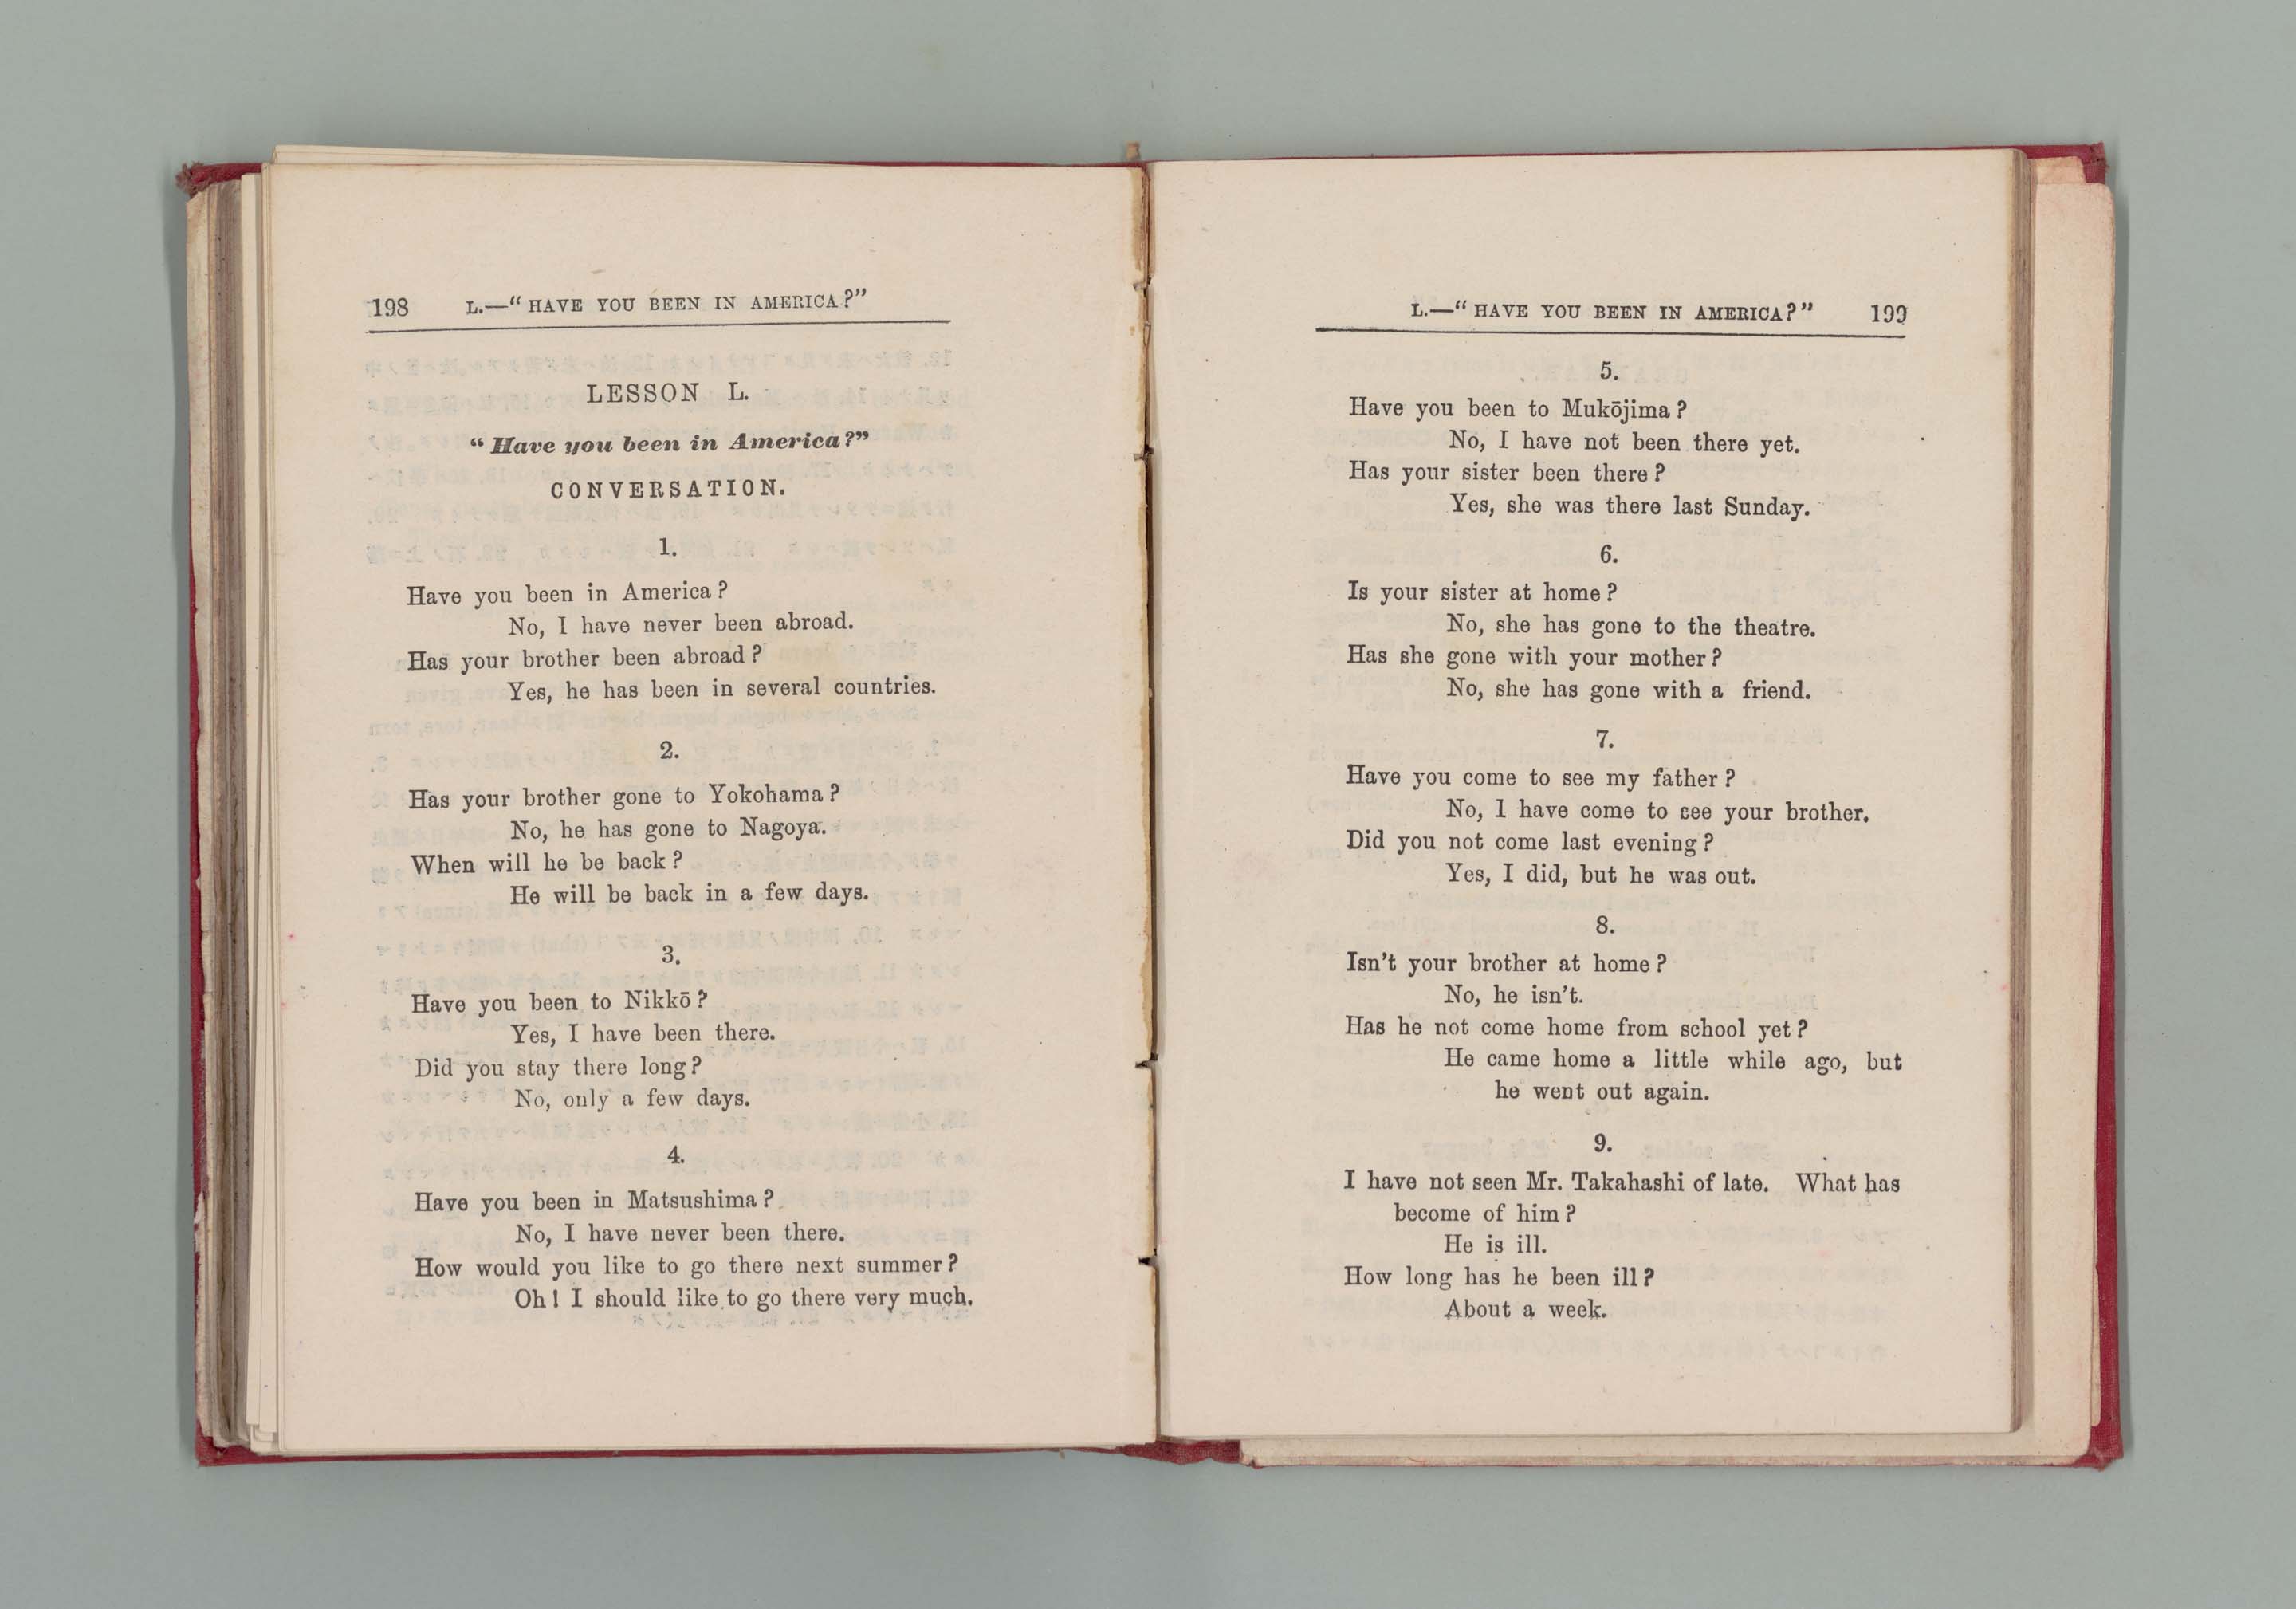 198 L.—“HAVE YOU BEEN IN AMERICA?”
LESSON L.
“Have you been in America?”
CONVERSATION.
1.
Have you been in America?
No, I have never been abroad.
Has your brother been abroad?
Yes, he has been in several countries.
2.
Has your brother gone to Yokohama?
No, he has gone to Nagoya.
When will he be back?
He will be back in a few days.
3.
Have you been to Nikkō?
Yes, I have been there.
Did you stay there long?
No, only a few days.
4.
Have you been in Matsushima?
No, I have never been there.
How would you like to go there next summer?
Oh! I should like to go there very much.
L.—“HAVE YOU BEEN IN AMERICA?” 199
5.
Have you been to Mukōjima?
No, I have not been there yet.
Has your sister been there?
Yes, she was there last Sunday.
6.
Is your sister at home?
No, she has gone to the theatre.
Has she gone with your mother?
No, she has gone with a friend.
7.
Have you come to see my father?
No, I have come to see your brother.
Did you not come last evening?
Yes, I did, but he was out.
8.
Isn't your brother at home?
No, he isn't.
Has he not come home from school yet?
He came home a little while ago, but
he went out again.
9.
I have not seen Mr. Takahashi of late. What has
become of him?
He is ill.
How long has he been ill?
About a week.